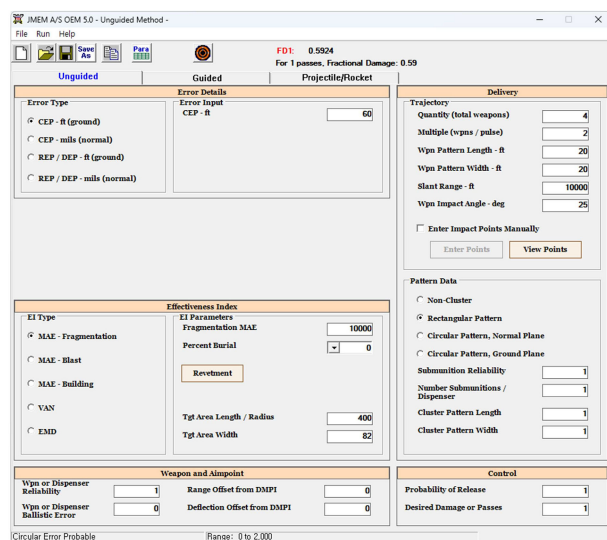 JMEM A/S OEM 5.0 - Unguided Method -
File Run Help
Save As
Para
FD1: 0.5924
For 1 passes, Fractional Damage: 0.59
Unguided Guided Projectile/Rocket
Error Details
Error Type
CEP - ft (ground)
CEP - mils (normal)
REP / DEP - ft (ground)
REP / DEP - mils (normal)
Error Input
CEP - ft 60
Delivery
Trajectory
Quantity (total weapons) 4
Multiple (wpns / pulse) 2
Wpn Pattern Length - ft 20
Wpn Pattern Width - ft 20
Slant Range - ft 10000
Wpn Impact Angle - deg 25
Enter Impact Points Manually
Enter Points View Points
Effectiveness Index
EI Type
MAE - Fragmentation
MAE - Blast
MAE - Building
VAN
EMD
EI Parameters
Fragmentation MAE 10000
Percent Burial 0
Revetment
Tgt Area Length / Radius 400
Tgt Area Width 82
Pattern Data
Non-Cluster
Rectangular Pattern
Circular Pattern, Normal Plane
Circular Pattern, Ground Plane
Submunition Reliability 1
Number Submunitions /
Dispenser 1
Cluster Pattern Length 1
Cluster Pattern Width 1
Weapon and Aimpoint
Wpn or Dispenser
Reliability 1
Range Offset from DMPI 0
Wpn or Dispenser
Ballistic Error 0
Deflection Offset from DMPI 0
Control
Probability of Release 1
Desired Damage or Passes 1
Circular Error Probable Range: 0 to 2,000